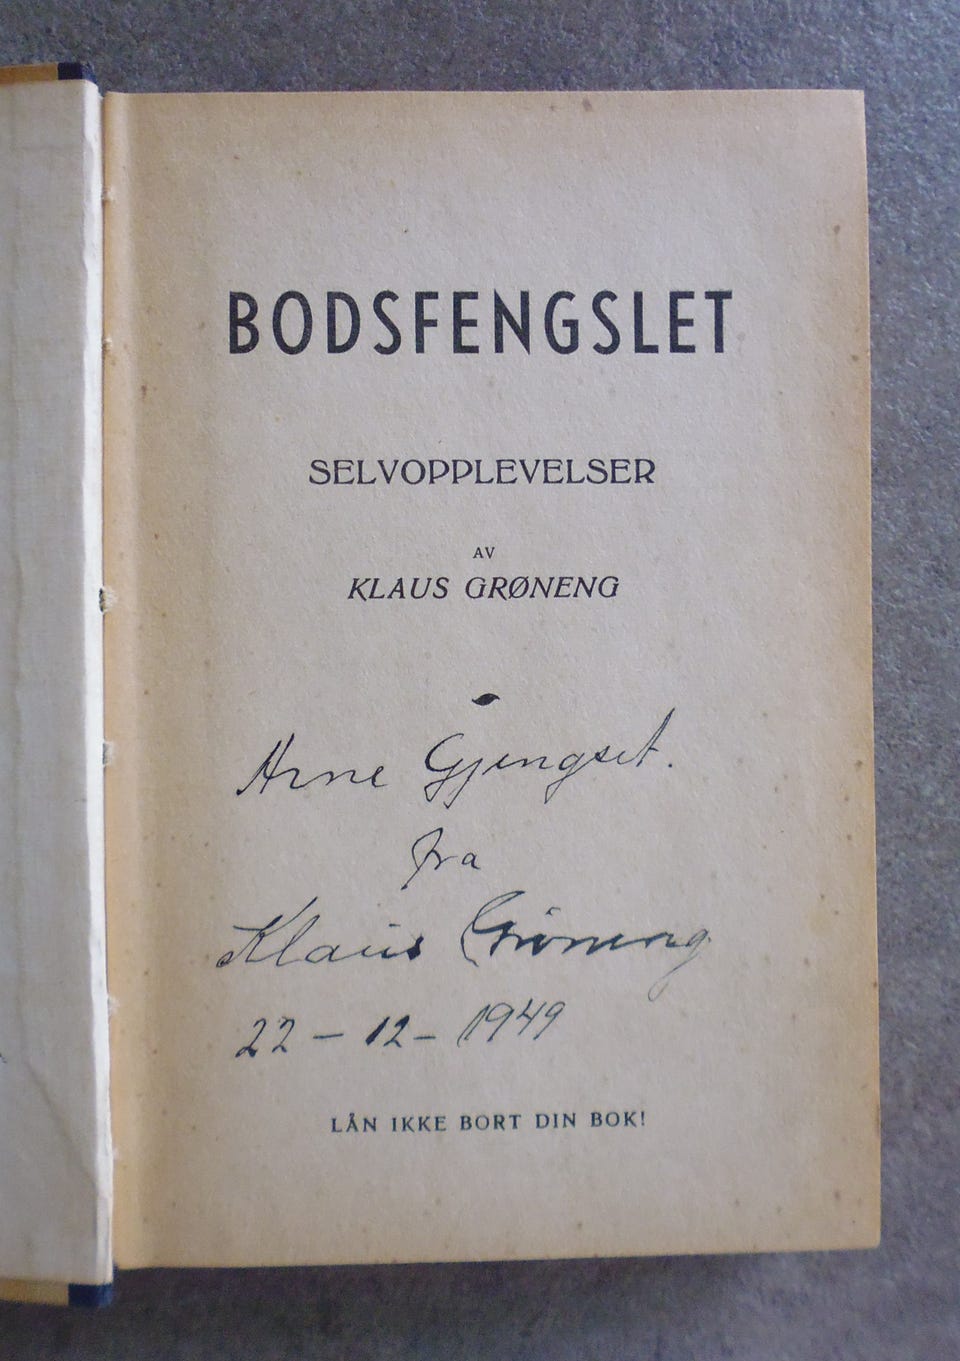 BODSFENGSLET
SELVOPPLEVELSER
AV
KLAUS GRØNENG
Arne Gjengset.
fra
Klaus Grøneng
22 - 12 - 1949
LÅN IKKE BORT DIN BOK!